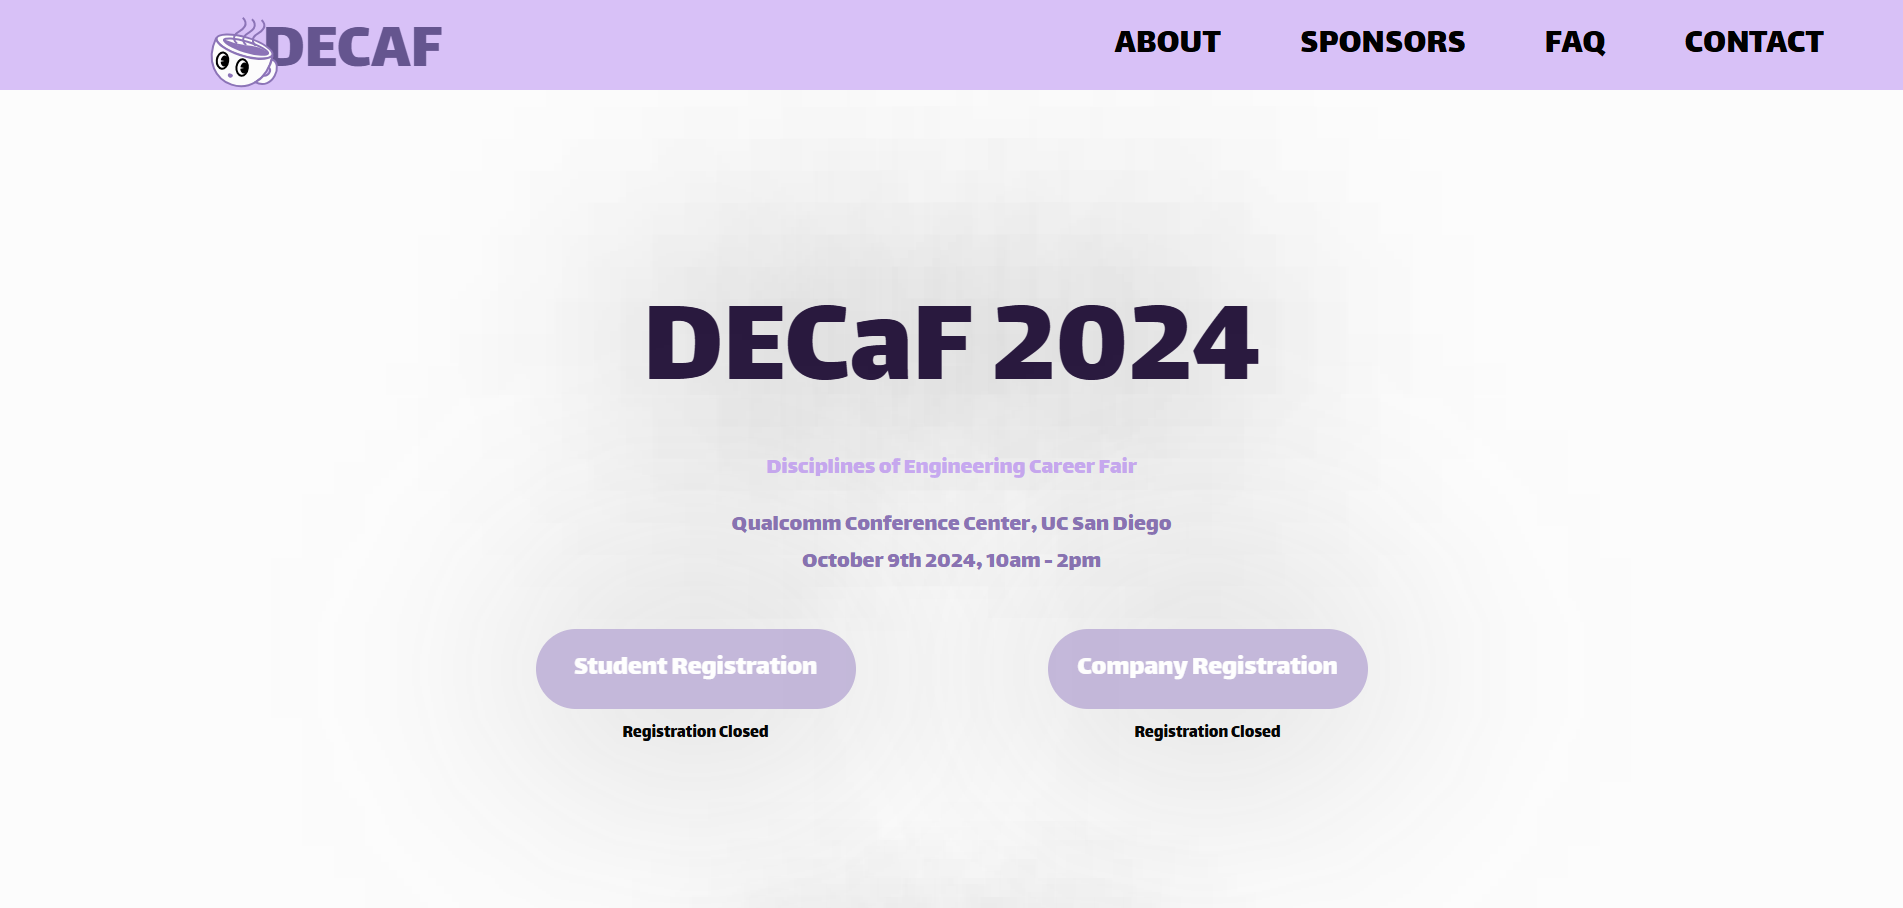 DECAF
ABOUT SPONSORS FAQ CONTACT
DECaF 2024
Disciplines of Engineering Career Fair
Qualcomm Conference Center, UC San Diego
October 9th 2024, 10am - 2pm
Student Registration
Registration Closed
Company Registration
Registration Closed